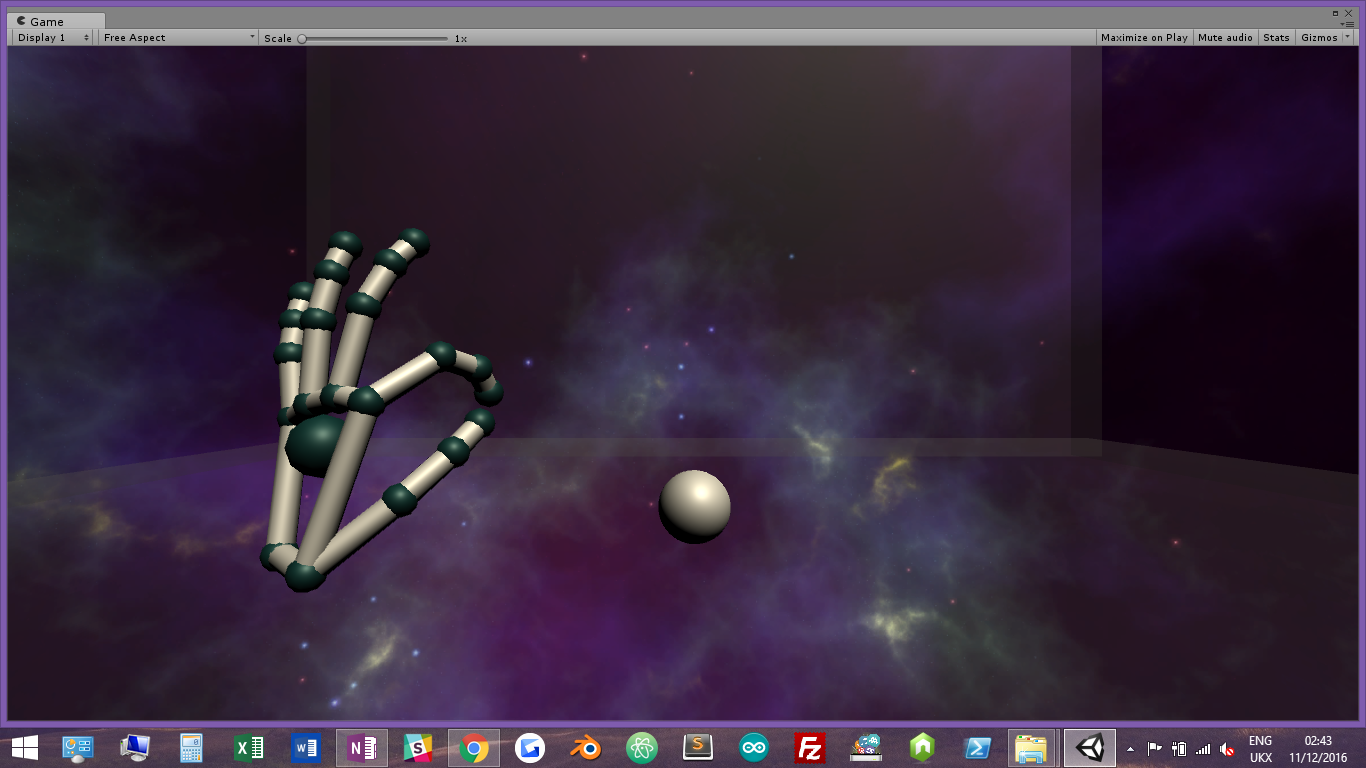 Game
Display 1 Free Aspect Scale 1x Maximize on Play Mute audio Stats Gizmos
ENG 02:43
UKX 11/12/2016